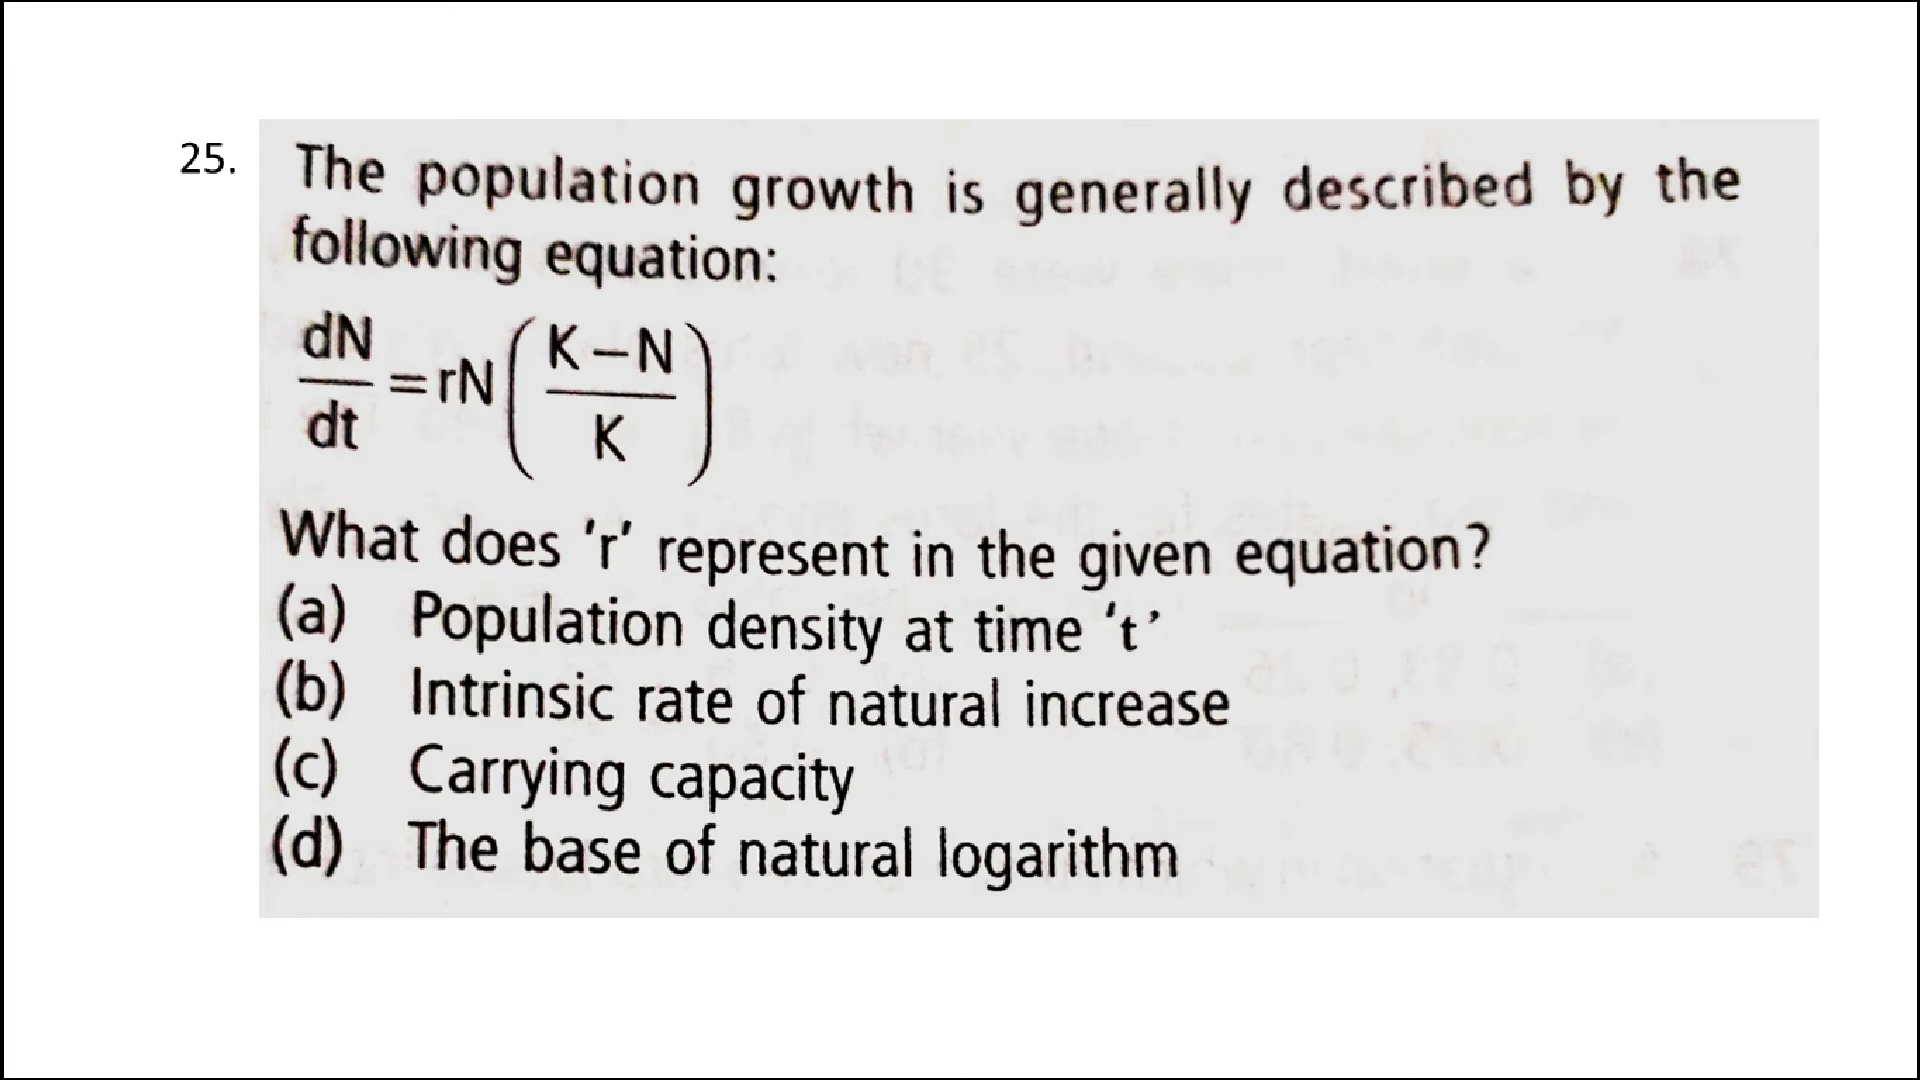 25. The population growth is generally described by the
following equation:
dN/dt = rN((K–N)/K)
What does 'r' represent in the given equation?
(a) Population density at time 't'
(b) Intrinsic rate of natural increase
(c) Carrying capacity
(d) The base of natural logarithm